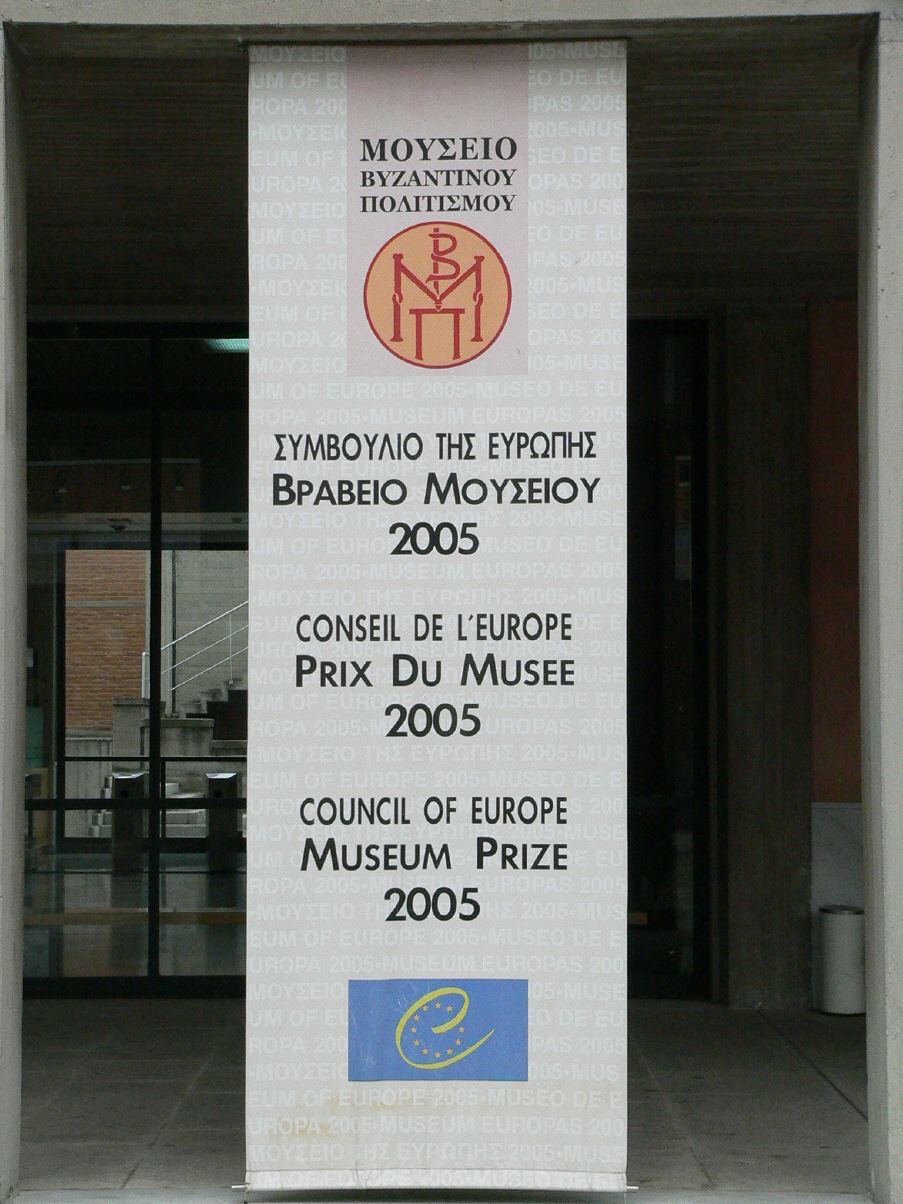 ΜΟΥΣΕΙΟ
ΒΥΖΑΝΤΙΝΟΥ
ΠΟΛΙΤΙΣΜΟΥ
ΣΥΜΒΟΥΛΙΟ ΤΗΣ ΕΥΡΩΠΗΣ
ΒΡΑΒΕΙΟ ΜΟΥΣΕΙΟΥ
2005
CONSEIL DE L'EUROPE
PRIX DU MUSEE
2005
COUNCIL OF EUROPE
MUSEUM PRIZE
2005